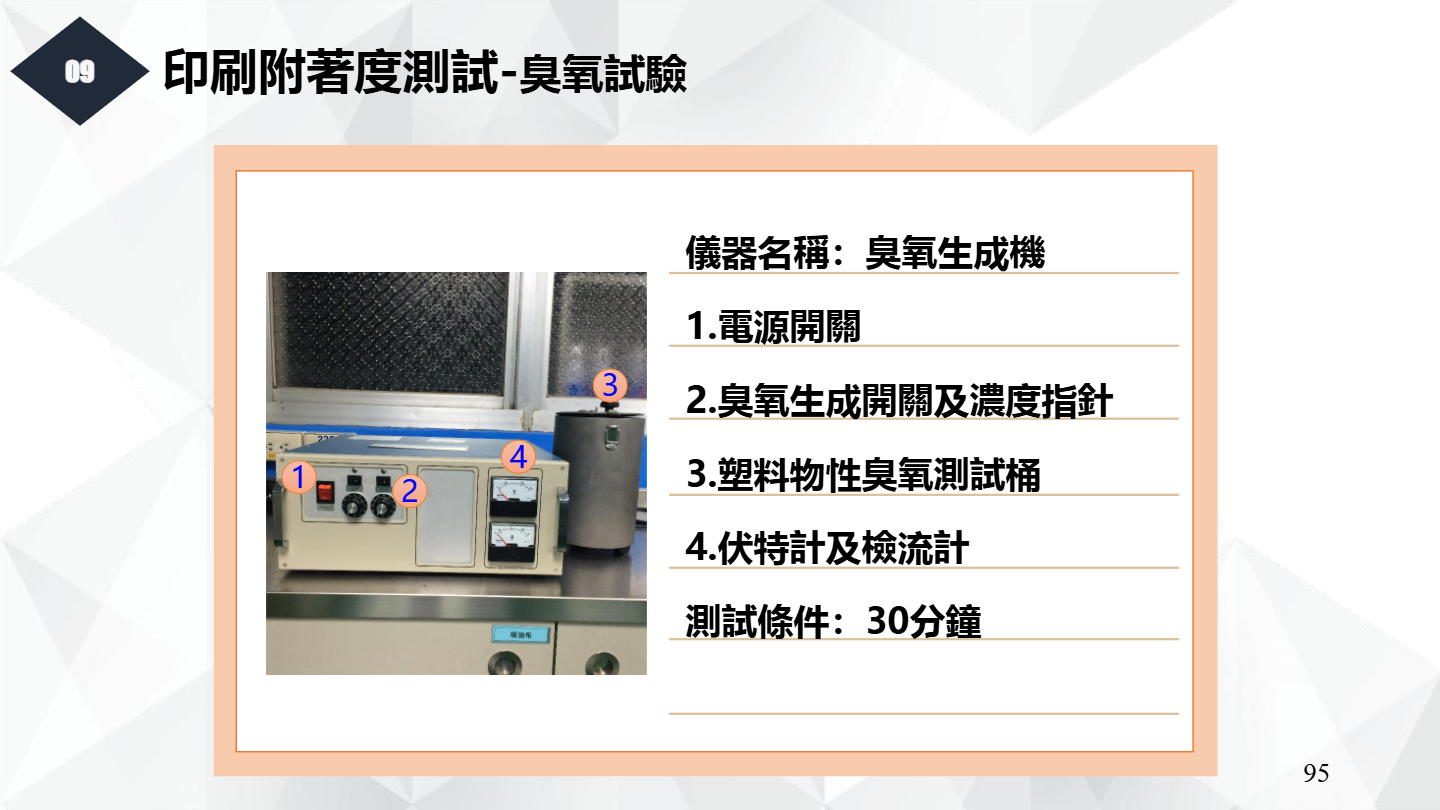 09
印刷附著度測試-臭氧試驗
儀器名稱：臭氧生成機
1.電源開關
2.臭氧生成開關及濃度指針
3.塑料物性臭氧測試桶
4.伏特計及檢流計
測試條件：30分鐘
3
4
1
2
吸油布
95